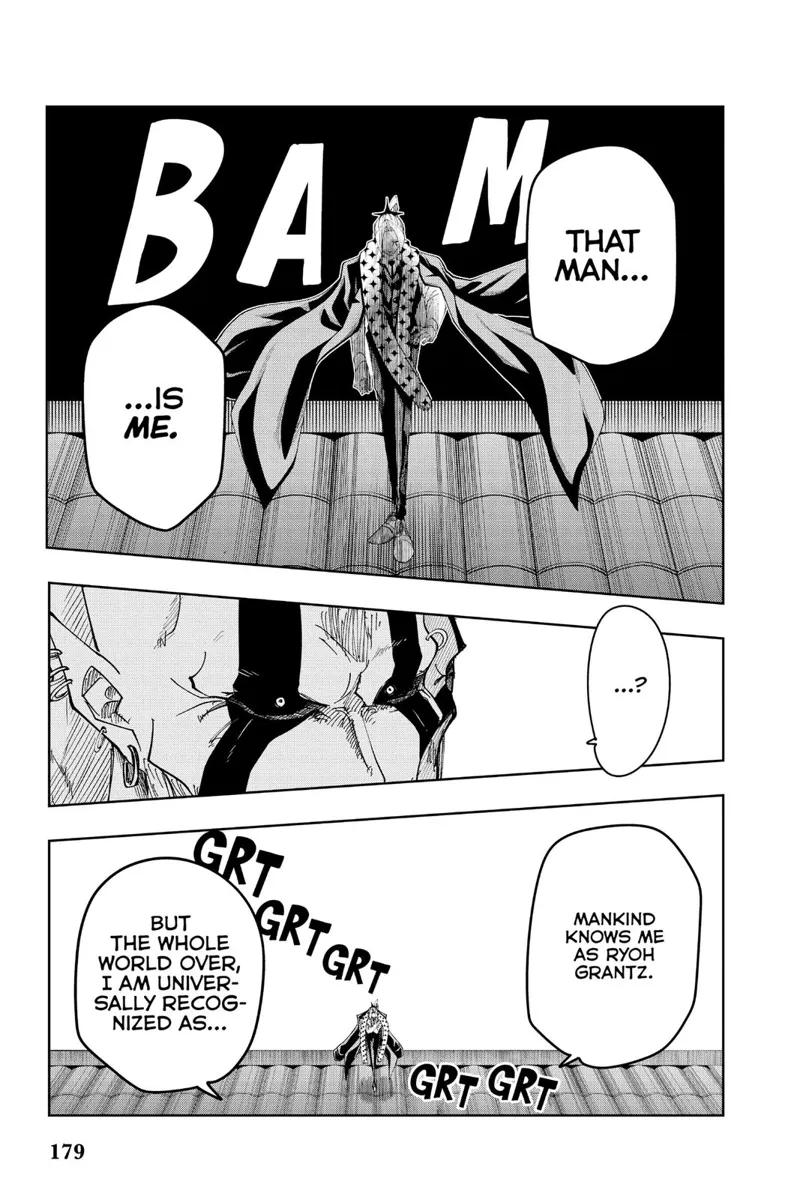 BAM
THAT
MAN...
...IS
ME.
...?
GRT
GRT
GRT
MANKIND
KNOWS ME
AS RYOH
GRANTZ.
BUT
THE WHOLE
WORLD OVER,
I AM UNIVER-
SALLY RECOG-
NIZED AS...
GRT GRT
179